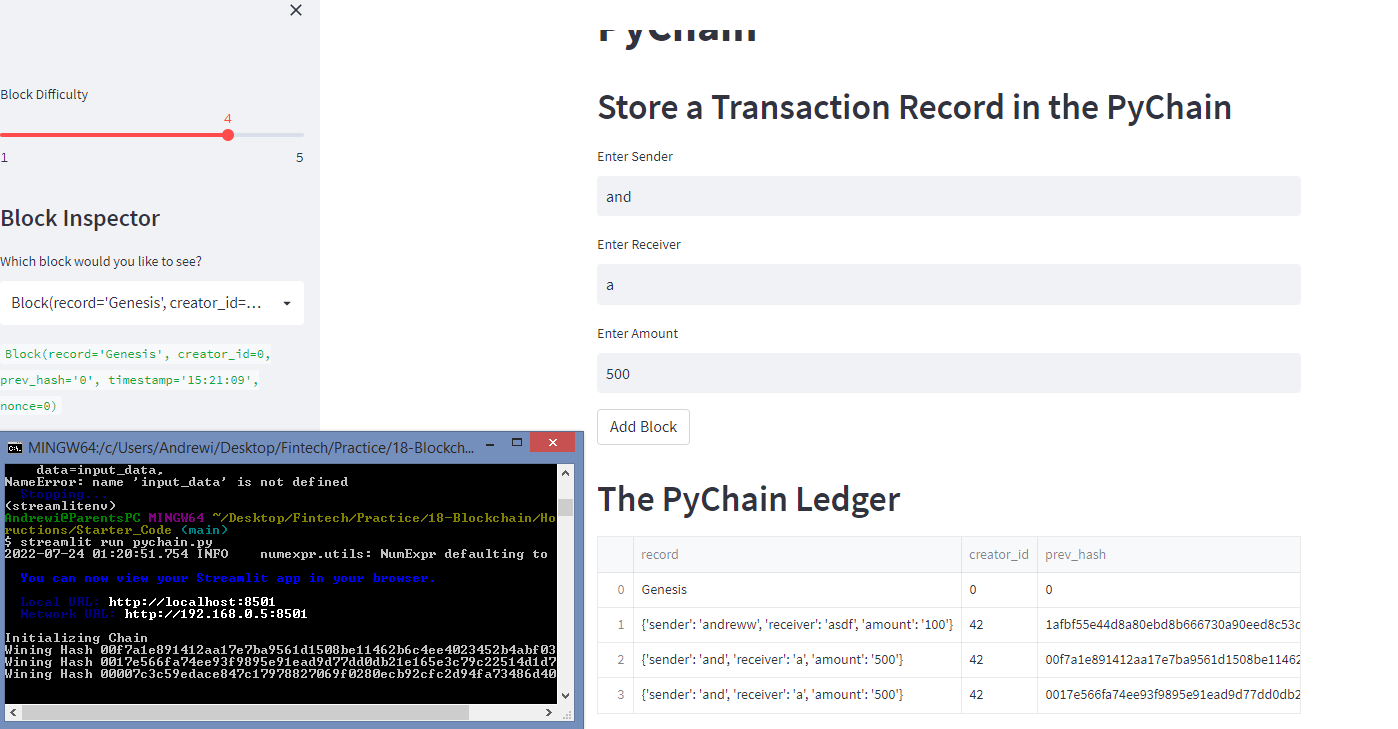 Block Difficulty
4
1
5
Block Inspector
Which block would you like to see?
Block(record='Genesis', creator_id=...
Block(record='Genesis', creator_id=0,
prev_hash='0', timestamp='15:21:09',
nonce=0)
MINGW64:/c/Users/Andrewi/Desktop/Fintech/Practice/18-Blockch...
data=input_data,
NameError: name 'input_data' is not defined
Stopping...
(streamlitenv)
Andrewi@ParentsPC MINGW64 ~/Desktop/Fintech/Practice/18-Blockchain/Ho
ructions/Starter_Code (main)
$ streamlit run pychain.py
2022-07-24 01:20:51.754 INFO    numexpr.utils: NumExpr defaulting to
You can now view your Streamlit app in your browser.
Local URL: http://localhost:8501
Network URL: http://192.168.0.5:8501
Initializing Chain
Wining Hash 00f7a1e891412aa17e7ba9561d1508be11462b6c4ee4023452b4abf03
Wining Hash 0017e566fa74ee93f9895e91ead9d77dd0db21e165e3c79c22514d1d7
Wining Hash 00007c3c59edace847c17978827069f0280ecb92cfc2d94fa73486d40
PyChain
Store a Transaction Record in the PyChain
Enter Sender
and
Enter Receiver
a
Enter Amount
500
Add Block
The PyChain Ledger
record creator_id prev_hash
0 Genesis 0 0
1 {'sender': 'andreww', 'receiver': 'asdf', 'amount': '100'} 42 1afbf55e44d8a80ebd8b666730a90eed8c53c
2 {'sender': 'and', 'receiver': 'a', 'amount': '500'} 42 00f7a1e891412aa17e7ba9561d1508be11462
3 {'sender': 'and', 'receiver': 'a', 'amount': '500'} 42 0017e566fa74ee93f9895e91ead9d77dd0db2